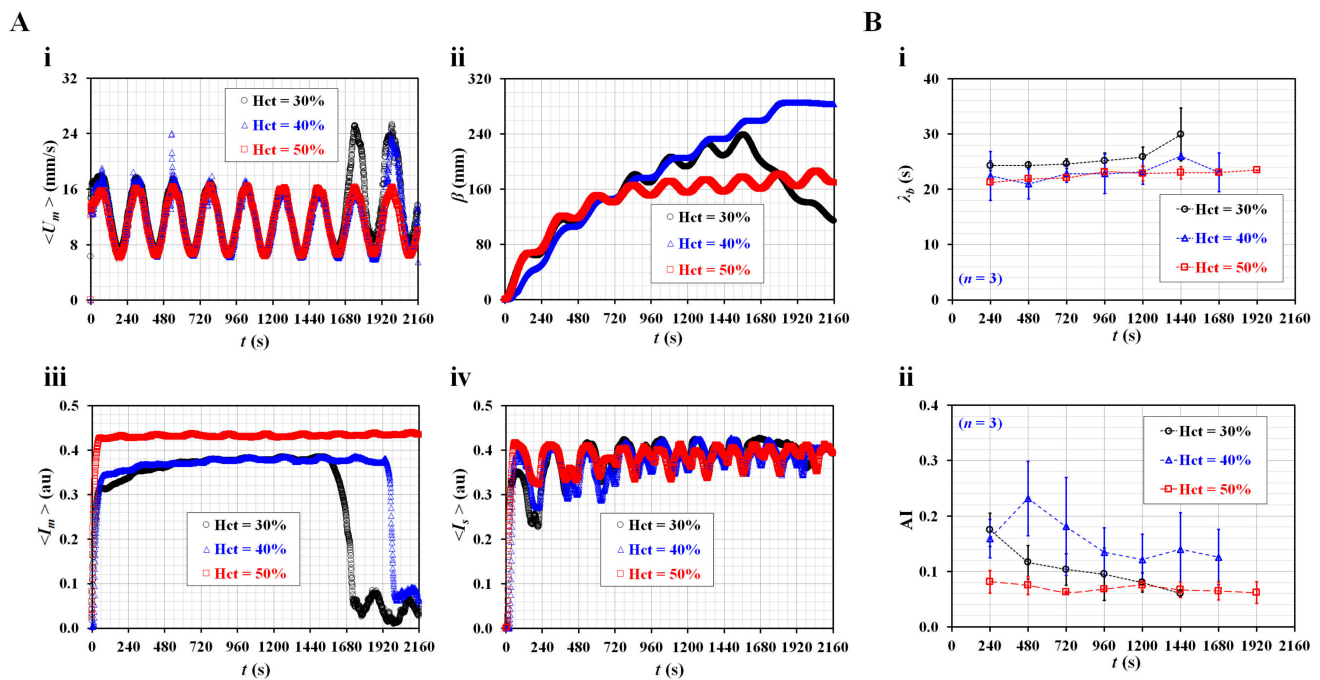 A
B
i
32
24
16
8
0
<U_m> (mm/s)
Hct = 30%
Hct = 40%
Hct = 50%
0 240 480 720 960 1200 1440 1680 1920 2160
t (s)
ii
320
240
160
80
0
β (mm)
Hct = 30%
Hct = 40%
Hct = 50%
0 240 480 720 960 1200 1440 1680 1920 2160
t (s)
i
40
30
20
10
0
λ_b (s)
Hct = 30%
Hct = 40%
Hct = 50%
(n = 3)
0 240 480 720 960 1200 1440 1680 1920 2160
t (s)
iii
0.5
0.4
0.3
0.2
0.1
0.0
<I_m> (au)
Hct = 30%
Hct = 40%
Hct = 50%
0 240 480 720 960 1200 1440 1680 1920 2160
t (s)
iv
0.5
0.4
0.3
0.2
0.1
0.0
<I_s> (au)
Hct = 30%
Hct = 40%
Hct = 50%
0 240 480 720 960 1200 1440 1680 1920 2160
t (s)
ii
0.4
0.3
0.2
0.1
0.0
AI
(n = 3)
Hct = 30%
Hct = 40%
Hct = 50%
0 240 480 720 960 1200 1440 1680 1920 2160
t (s)